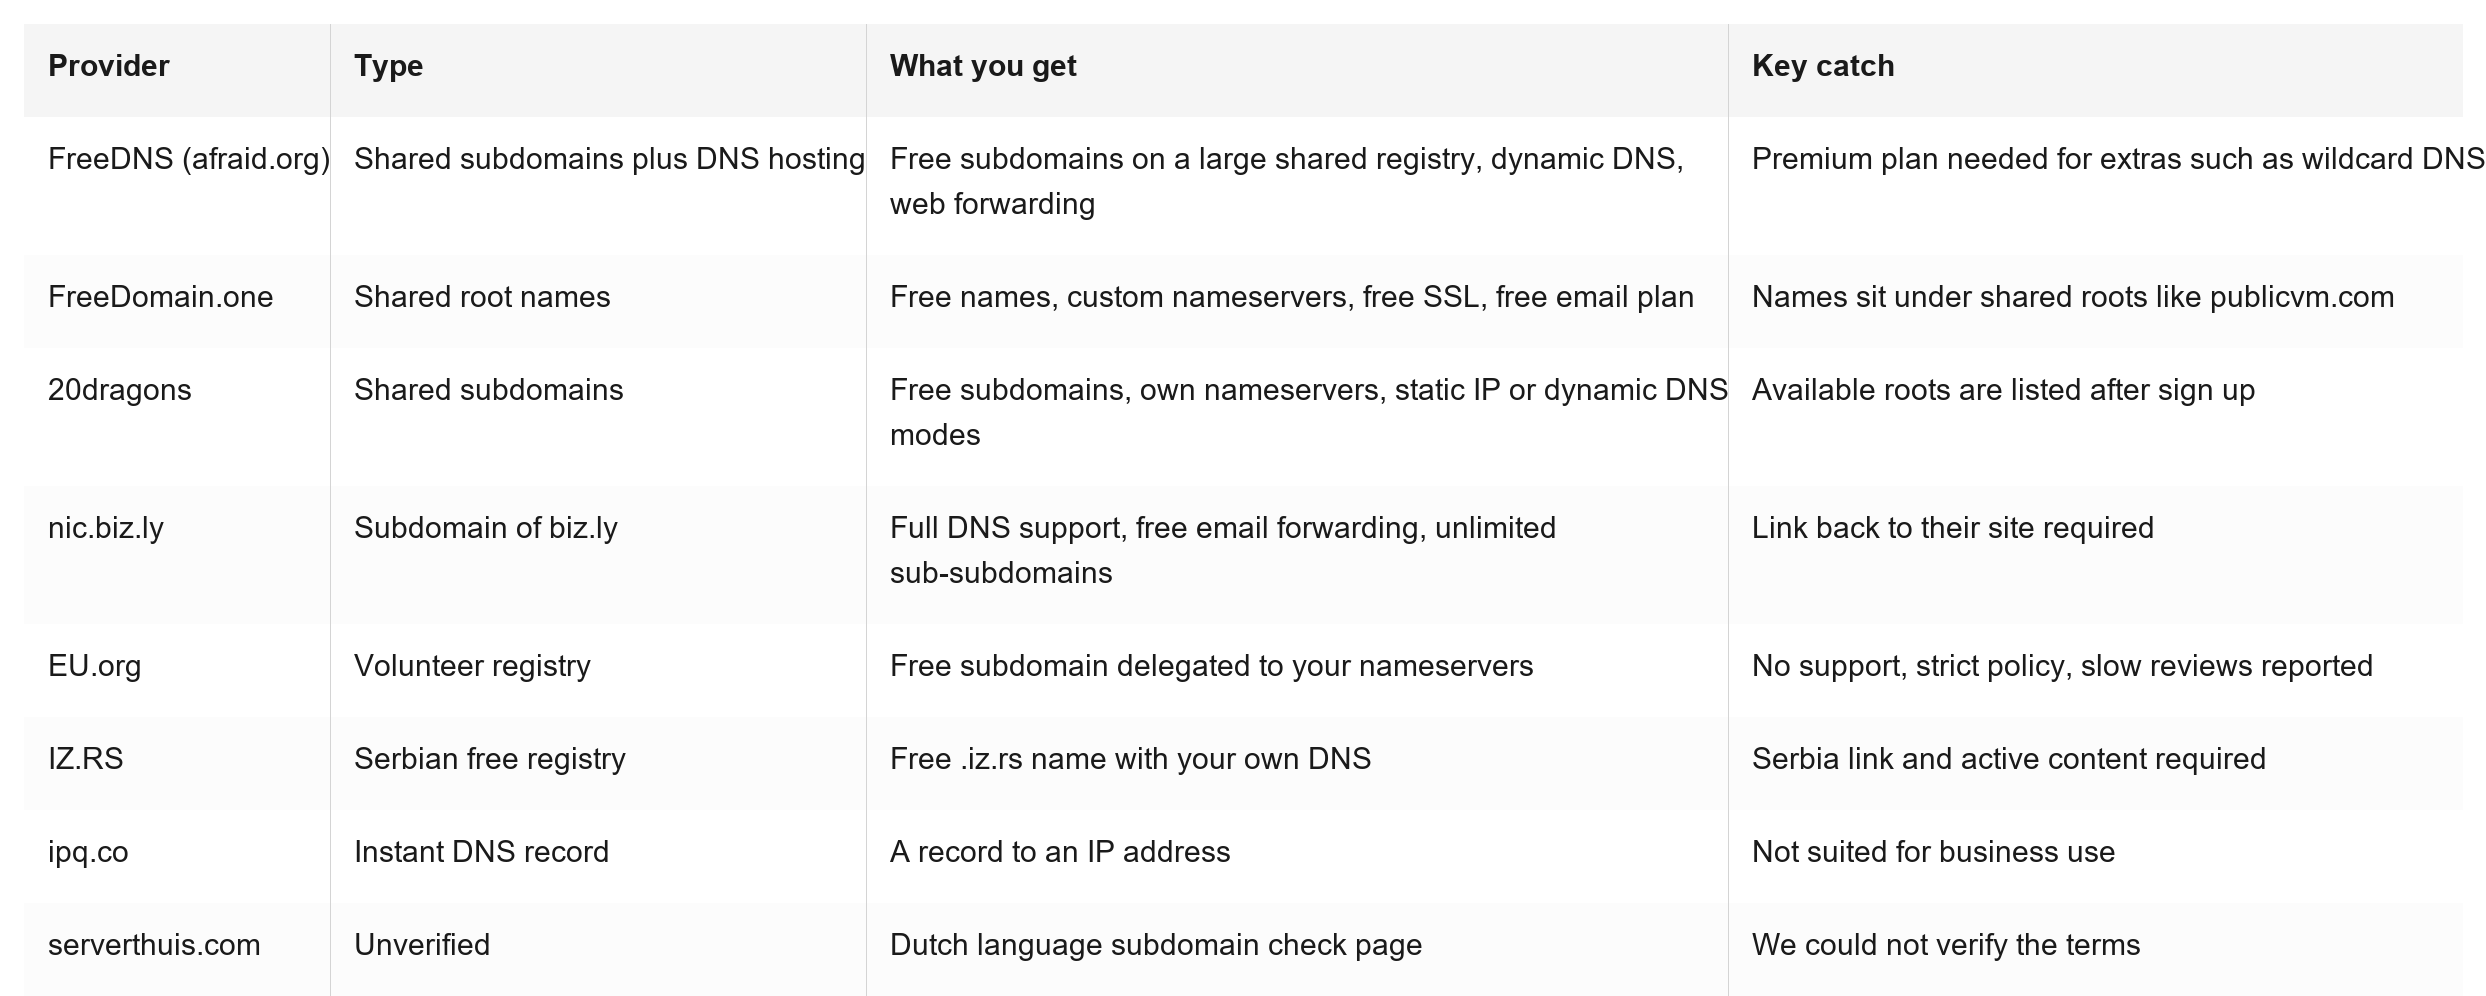 Provider Type What you get Key catch
FreeDNS (afraid.org) Shared subdomains plus DNS hosting Free subdomains on a large shared registry, dynamic DNS, Premium plan needed for extras such as wildcard DNS
web forwarding
FreeDomain.one Shared root names Free names, custom nameservers, free SSL, free email plan Names sit under shared roots like publicvm.com
20dragons Shared subdomains Free subdomains, own nameservers, static IP or dynamic DNS Available roots are listed after sign up
modes
nic.biz.ly Subdomain of biz.ly Full DNS support, free email forwarding, unlimited Link back to their site required
sub-subdomains
EU.org Volunteer registry Free subdomain delegated to your nameservers No support, strict policy, slow reviews reported
IZ.RS Serbian free registry Free .iz.rs name with your own DNS Serbia link and active content required
ipq.co Instant DNS record A record to an IP address Not suited for business use
serverthuis.com Unverified Dutch language subdomain check page We could not verify the terms